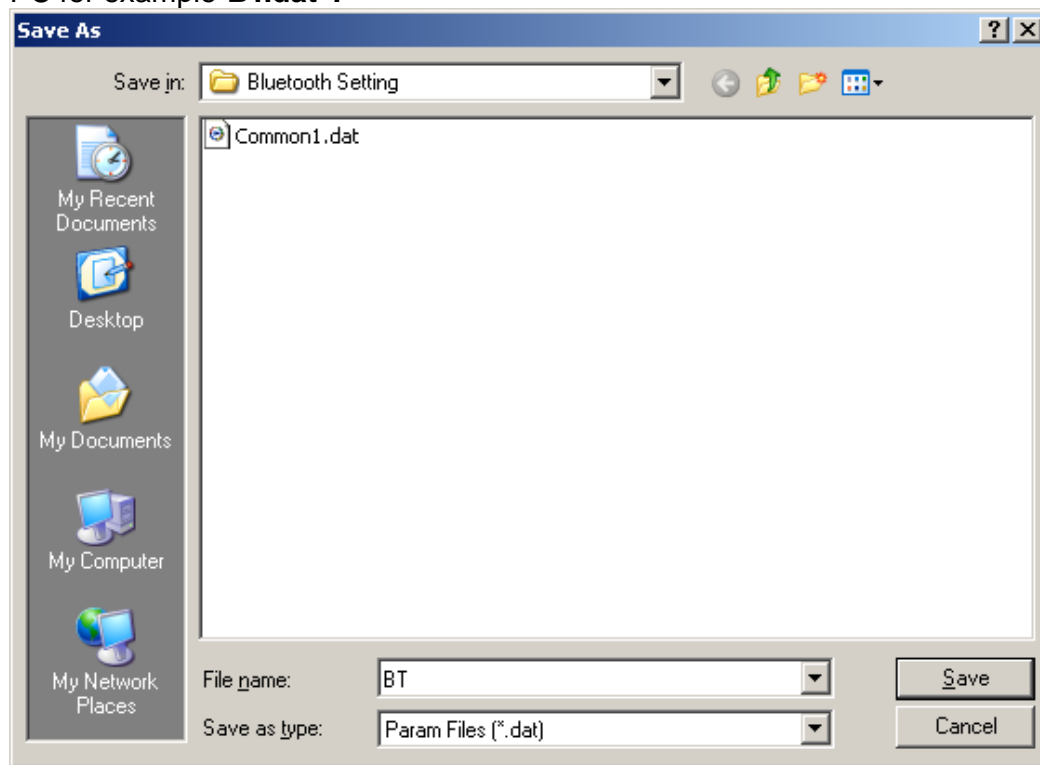 Save As
Save in: Bluetooth Setting
Common1.dat
My Recent
Documents
Desktop
My Documents
My Computer
My Network
Places
File name: BT Save
Save as type: Param Files (*.dat) Cancel